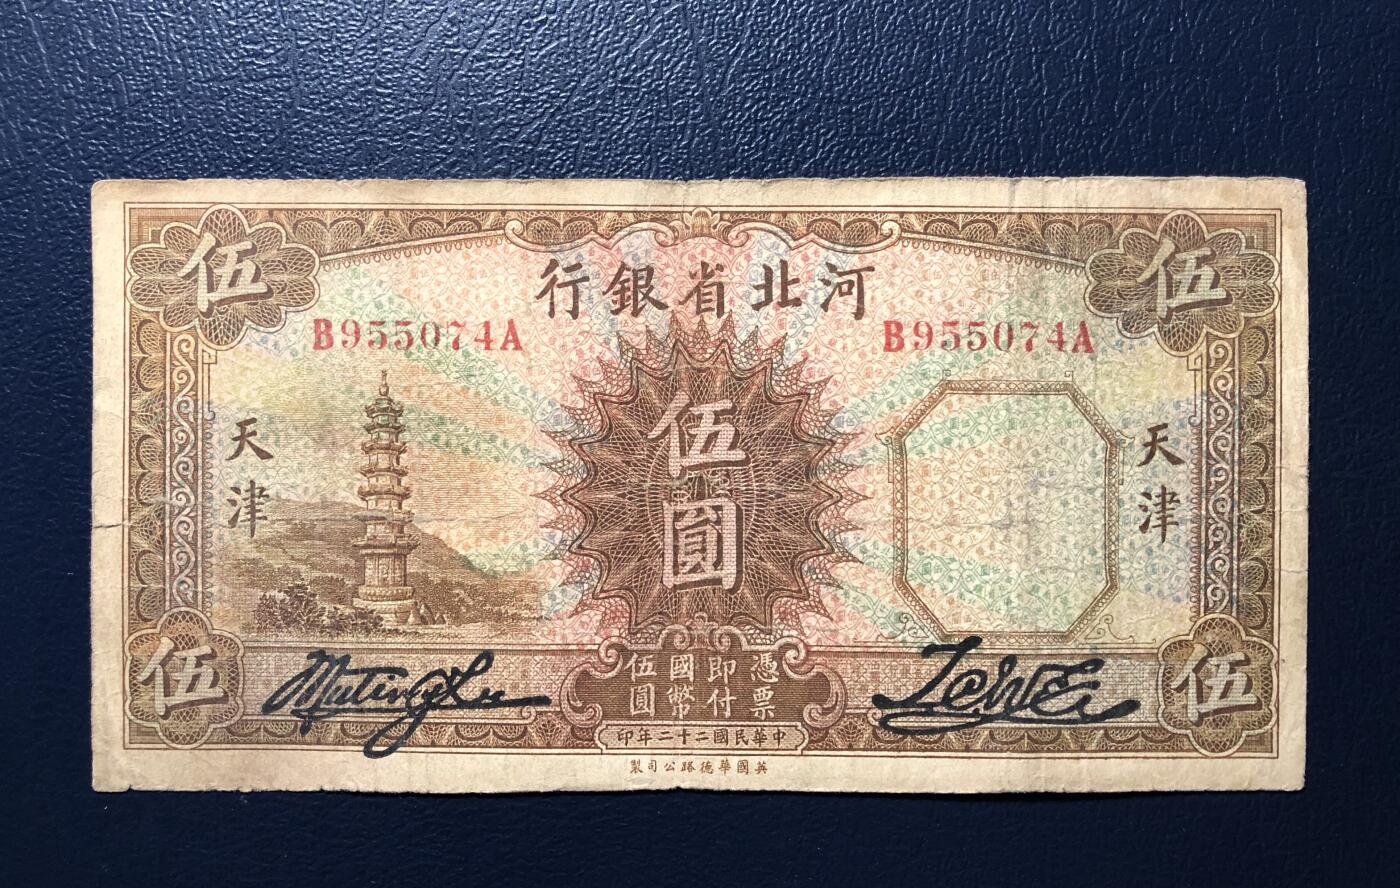 伍
伍
河北省銀行
B955074A
B955074A
天津
天津
伍圓
憑票
即付
國幣
伍圓
伍
伍
Muting Lu
中華民國二十二年印
英國華德路公司製